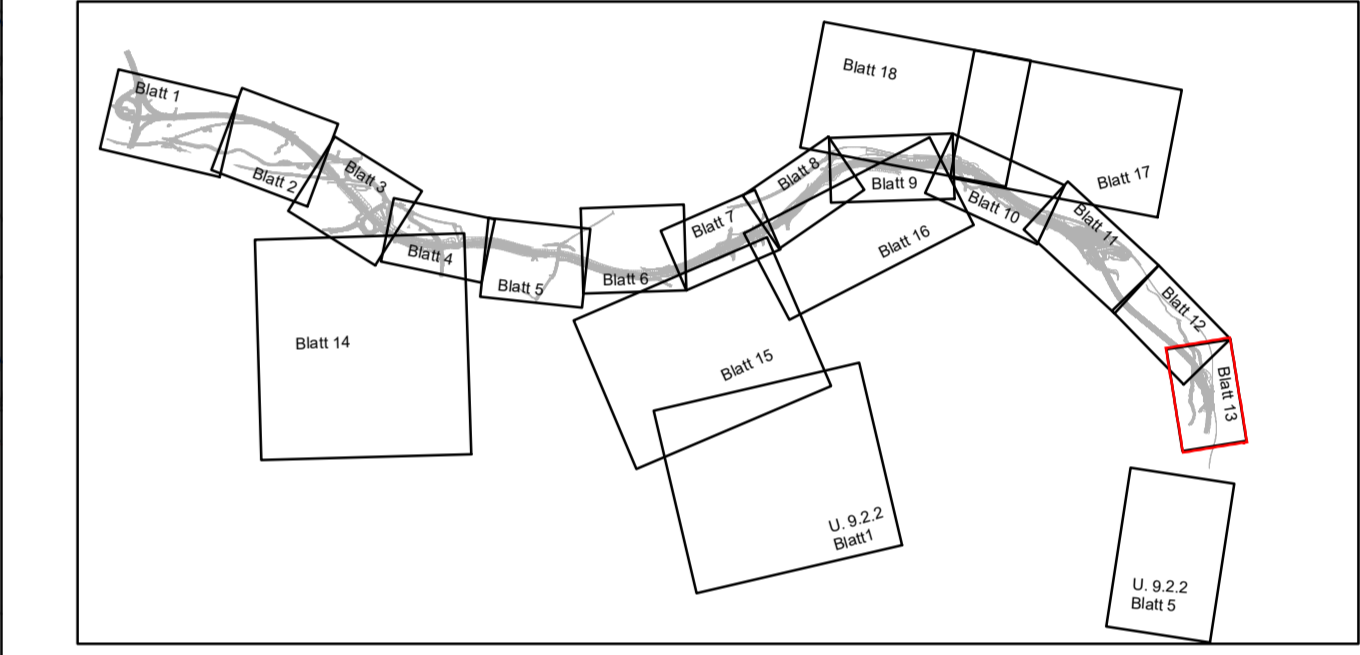 Blatt 1
Blatt 2
Blatt 3
Blatt 4
Blatt 5
Blatt 6
Blatt 7
Blatt 8
Blatt 9
Blatt 10
Blatt 11
Blatt 12
Blatt 13
Blatt 14
Blatt 15
Blatt 16
Blatt 17
Blatt 18
U. 9.2.2
Blatt1
U. 9.2.2
Blatt 5